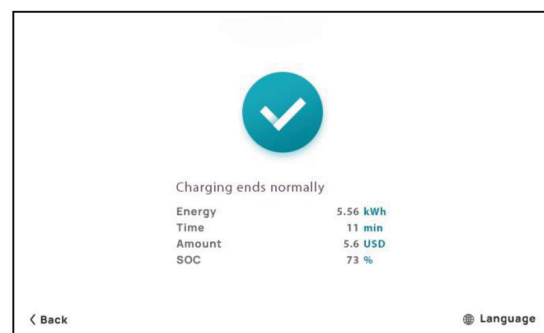 Charging ends normally
Energy 5.56 kWh
Time 11 min
Amount 5.6 USD
SOC 73 %
Back
Language